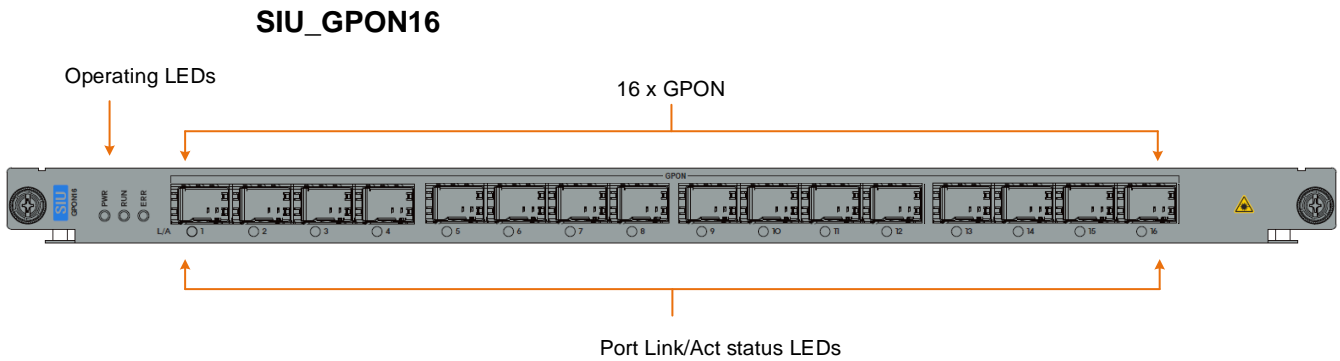 SIU_GPON16
Operating LEDs
16 x GPON
GPON
SIU
GPON16
PWR
RUN
ERR
L/A 1 2 3 4 5 6 7 8 9 10 11 12 13 14 15 16
Port Link/Act status LEDs